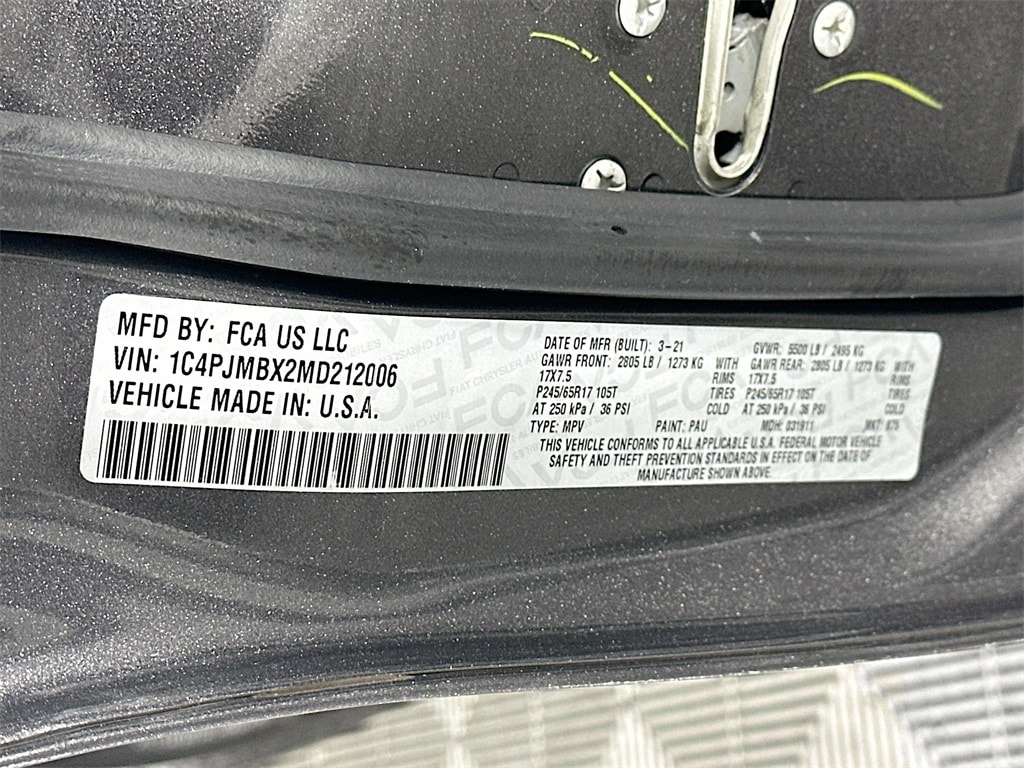 MFD BY: FCA US LLC
VIN: 1C4PJMBX2MD212006
VEHICLE MADE IN: U.S.A.
DATE OF MFR (BUILT): 3-21 GVWR: 5500 LB / 2495 KG
GAWR FRONT: 2805 LB / 1273 KG WITH GAWR REAR: 2805 LB / 1273 KG WITH
17X7.5 RIMS 17X7.5 RIMS
P245/65R17 105T TIRES P245/65R17 105T TIRES
AT 250 kPa / 36 PSI COLD AT 250 kPa / 36 PSI COLD
TYPE: MPV PAINT: PAU MDH: 031911 MKT:
THIS VEHICLE CONFORMS TO ALL APPLICABLE U.S.A. FEDERAL MOTOR VEHICLE
SAFETY AND THEFT PREVENTION STANDARDS IN EFFECT ON THE DATE OF
MANUFACTURE SHOWN ABOVE.